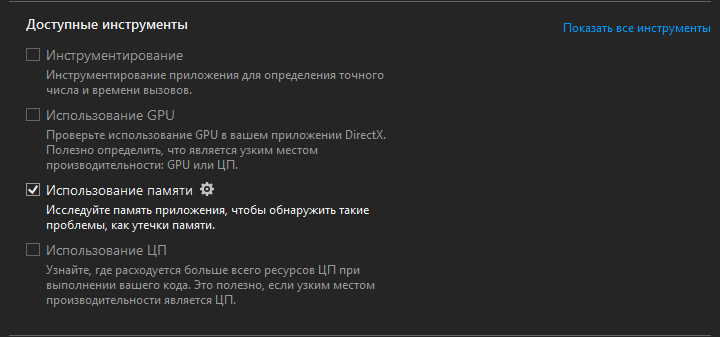 Доступные инструменты
Показать все инструменты
Инструментирование
Инструментирование приложения для определения точного
числа и времени вызовов.
Использование GPU
Проверьте использование GPU в вашем приложении DirectX.
Полезно определить, что является узким местом
производительности: GPU или ЦП.
Использование памяти
Исследуйте память приложения, чтобы обнаружить такие
проблемы, как утечки памяти.
Использование ЦП
Узнайте, где расходуется больше всего ресурсов ЦП при
выполнении вашего кода. Это полезно, если узким местом
производительности является ЦП.